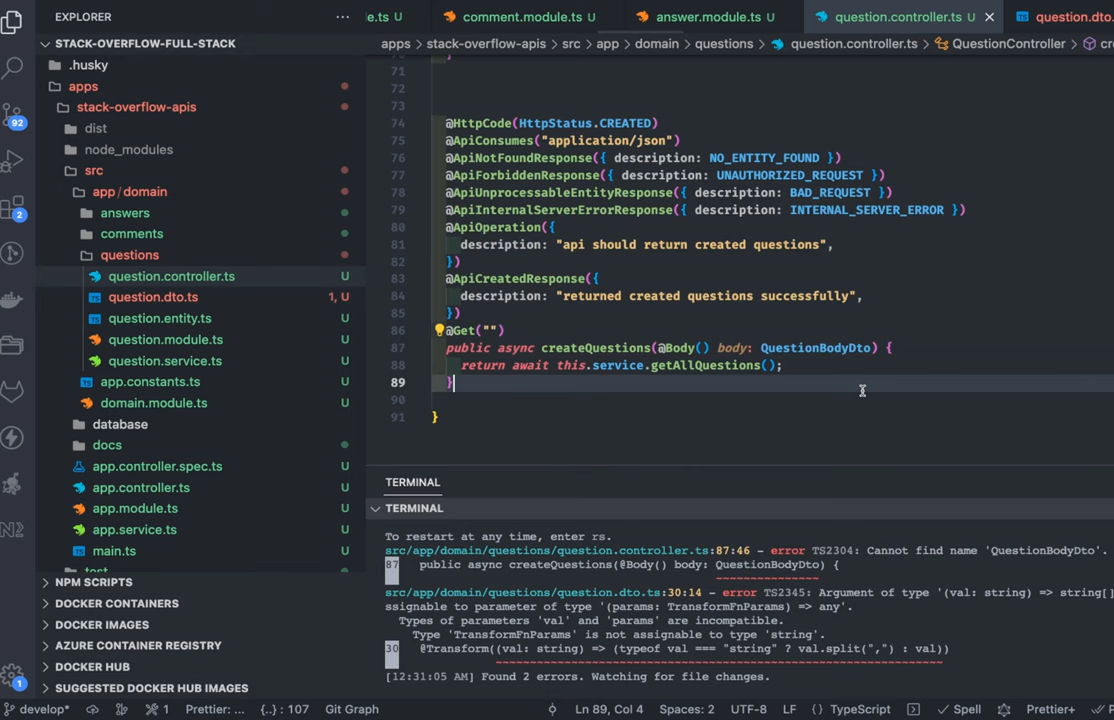 EXPLORER
STACK-OVERFLOW-FULL-STACK
.husky
apps
stack-overflow-apis
dist
node_modules
src
app/domain
answers
comments
questions
question.controller.ts U
question.dto.ts 1, U
question.entity.ts U
question.module.ts U
question.service.ts U
app.constants.ts U
domain.module.ts U
database
docs
app.controller.spec.ts U
app.controller.ts U
app.module.ts U
app.service.ts U
main.ts U
NPM SCRIPTS
DOCKER CONTAINERS
DOCKER IMAGES
AZURE CONTAINER REGISTRY
DOCKER HUB
SUGGESTED DOCKER HUB IMAGES
92
2
1
le.ts U comment.module.ts U answer.module.ts U question.controller.ts U question.dto.
apps > stack-overflow-apis > src > app > domain > questions > question.controller.ts > QuestionController > cr
71
72
73
74 @HttpCode(HttpStatus.CREATED)
75 @ApiConsumes("application/json")
76 @ApiNotFoundResponse({ description: NO_ENTITY_FOUND })
77 @ApiForbiddenResponse({ description: UNAUTHORIZED_REQUEST })
78 @ApiUnprocessableEntityResponse({ description: BAD_REQUEST })
79 @ApiInternalServerErrorResponse({ description: INTERNAL_SERVER_ERROR })
80 @ApiOperation({
81 description: "api should return created questions",
82 })
83 @ApiCreatedResponse({
84 description: "returned created questions successfully",
85 })
86 @Get("")
87 public async createQuestions(@Body() body: QuestionBodyDto) {
88 return await this.service.getAllQuestions();
89 }
90
91 }
TERMINAL
TERMINAL
To restart at any time, enter rs.
src/app/domain/questions/question.controller.ts:87:46 - error TS2304: Cannot find name 'QuestionBodyDto'.
87 public async createQuestions(@Body() body: QuestionBodyDto) {
src/app/domain/questions/question.dto.ts:30:14 - error TS2345: Argument of type '(val: string) => string[]
ssignable to parameter of type '(params: TransformFnParams) => any'.
Types of parameters 'val' and 'params' are incompatible.
Type 'TransformFnParams' is not assignable to type 'string'.
30 @Transform((val: string) => (typeof val === "string" ? val.split(",") : val))
[12:31:05 AM] Found 2 errors. Watching for file changes.
develop* 1 Prettier: ... {..} : 107 Git Graph Ln 89, Col 4 Spaces: 2 UTF-8 LF {} TypeScript Spell Prettier+